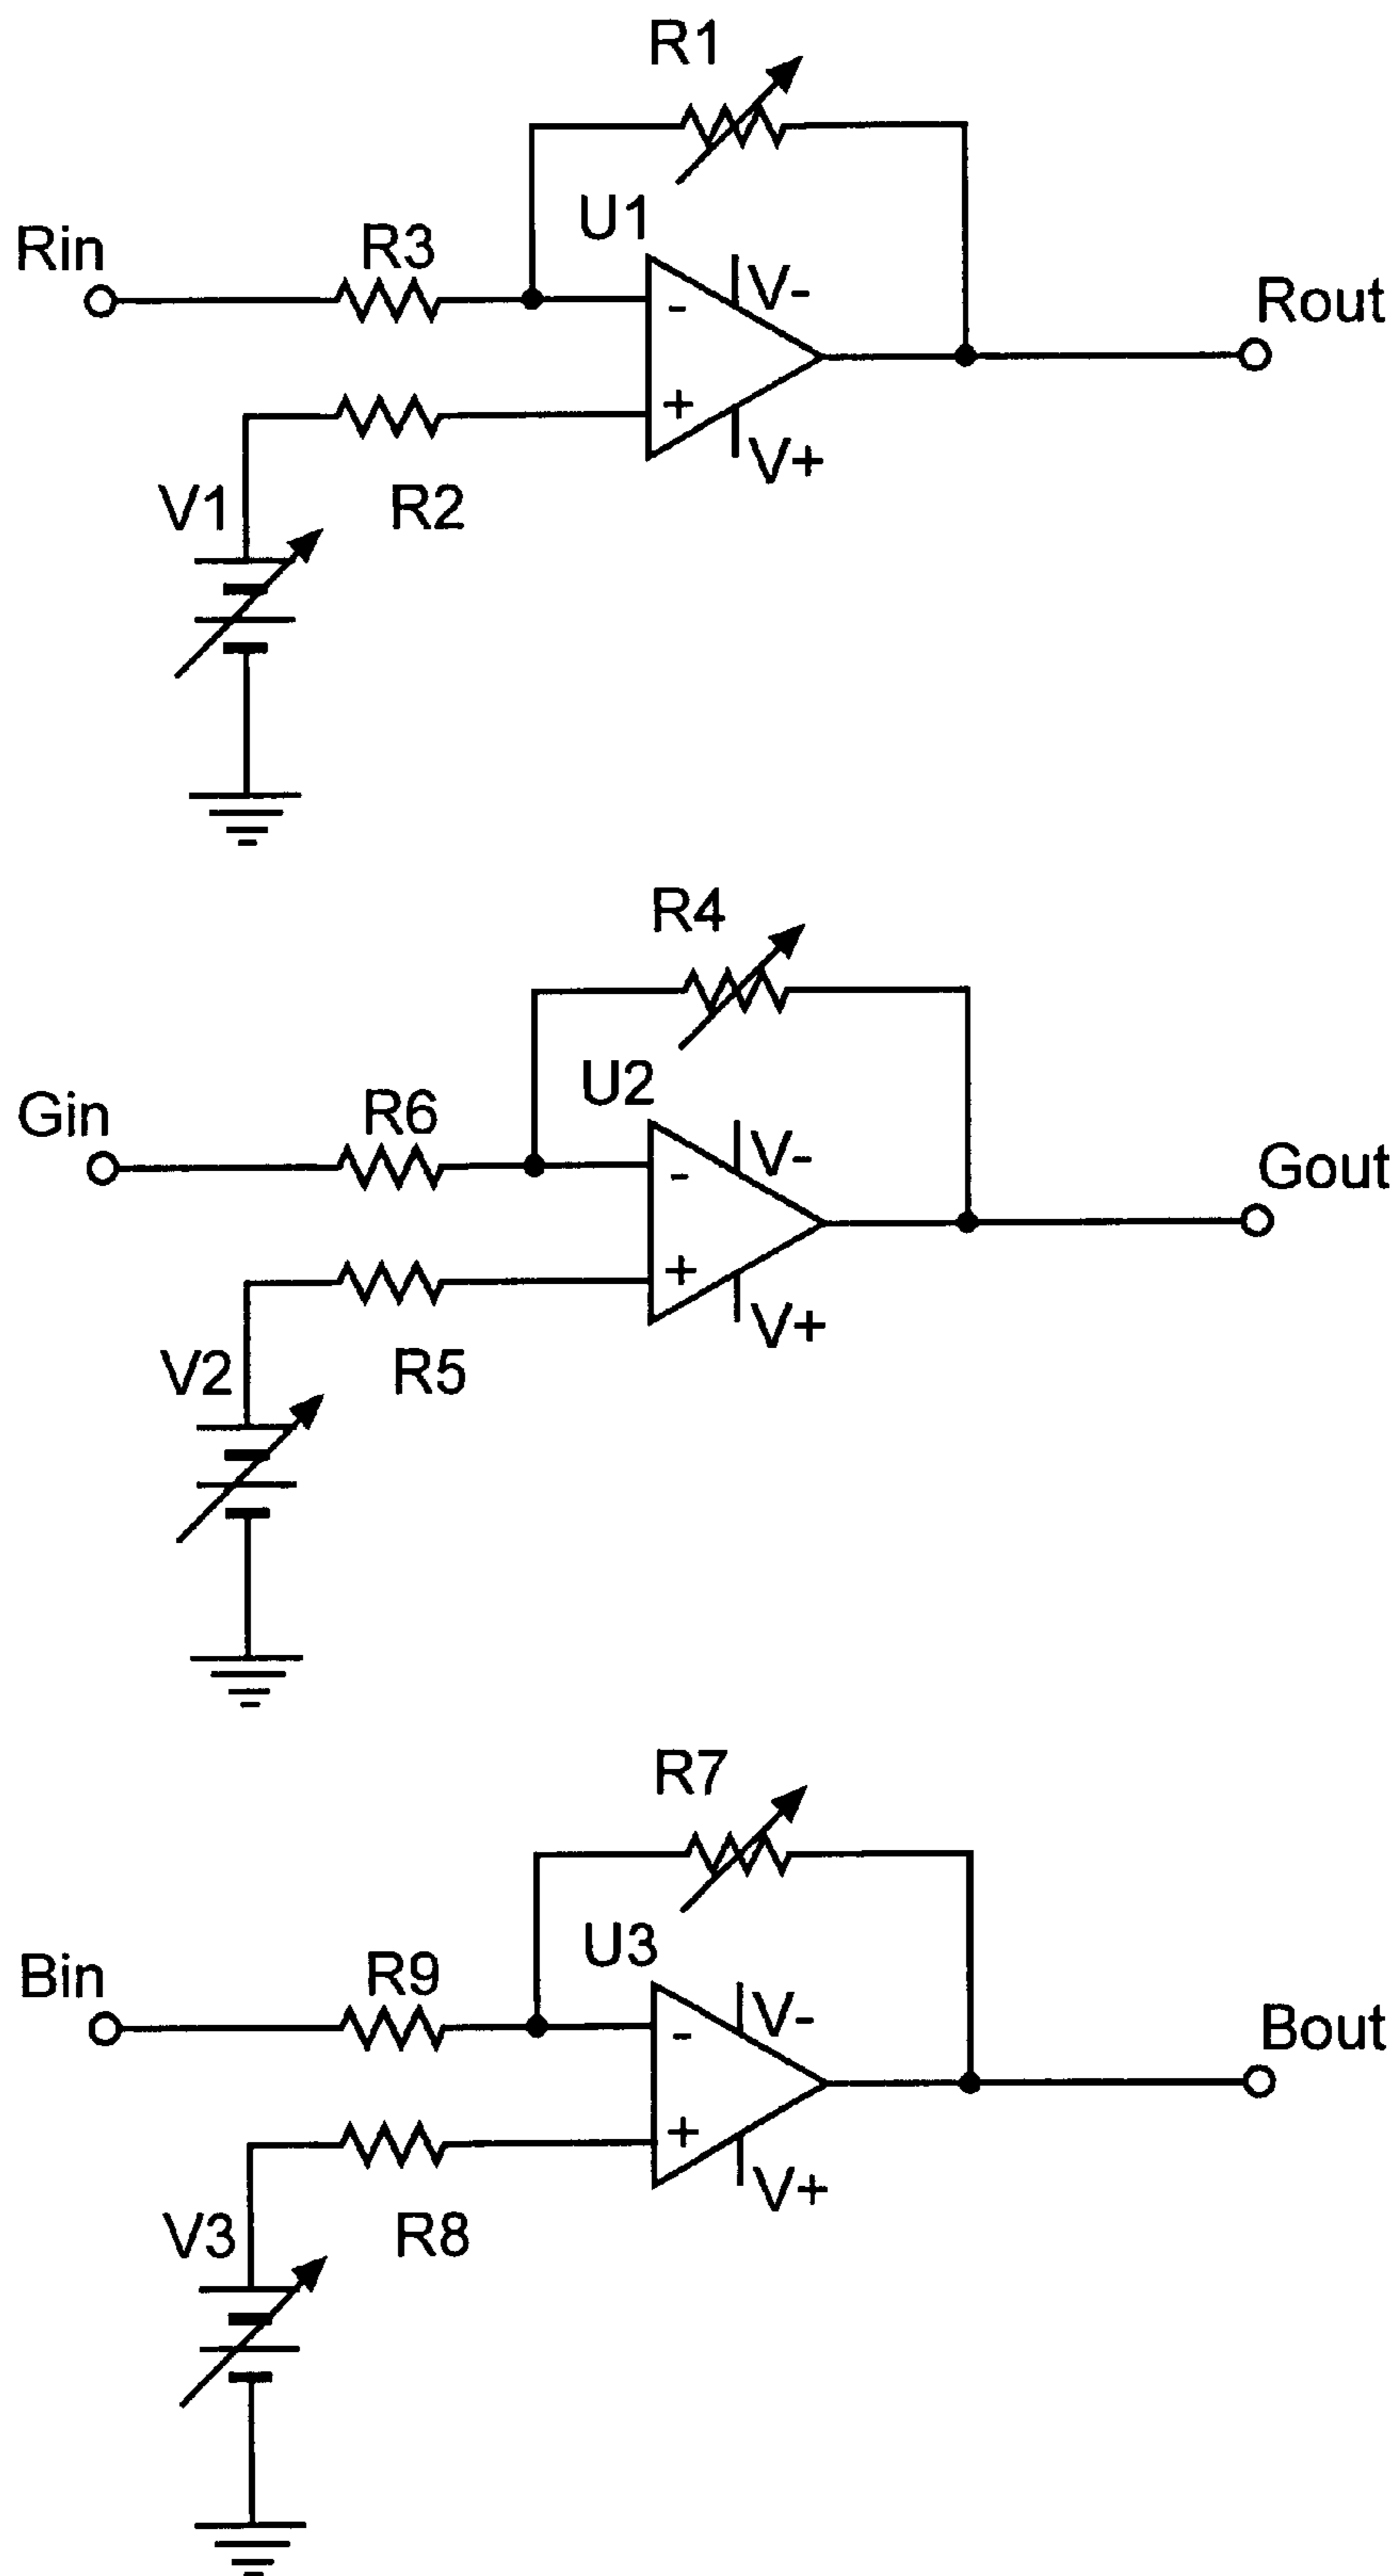 R1
U1
Rin
R3
V-
Rout
-
+
V+
V1
R2
R4
U2
Gin
R6
V-
Gout
-
+
V+
V2
R5
R7
U3
Bin
R9
V-
Bout
-
+
V+
V3
R8